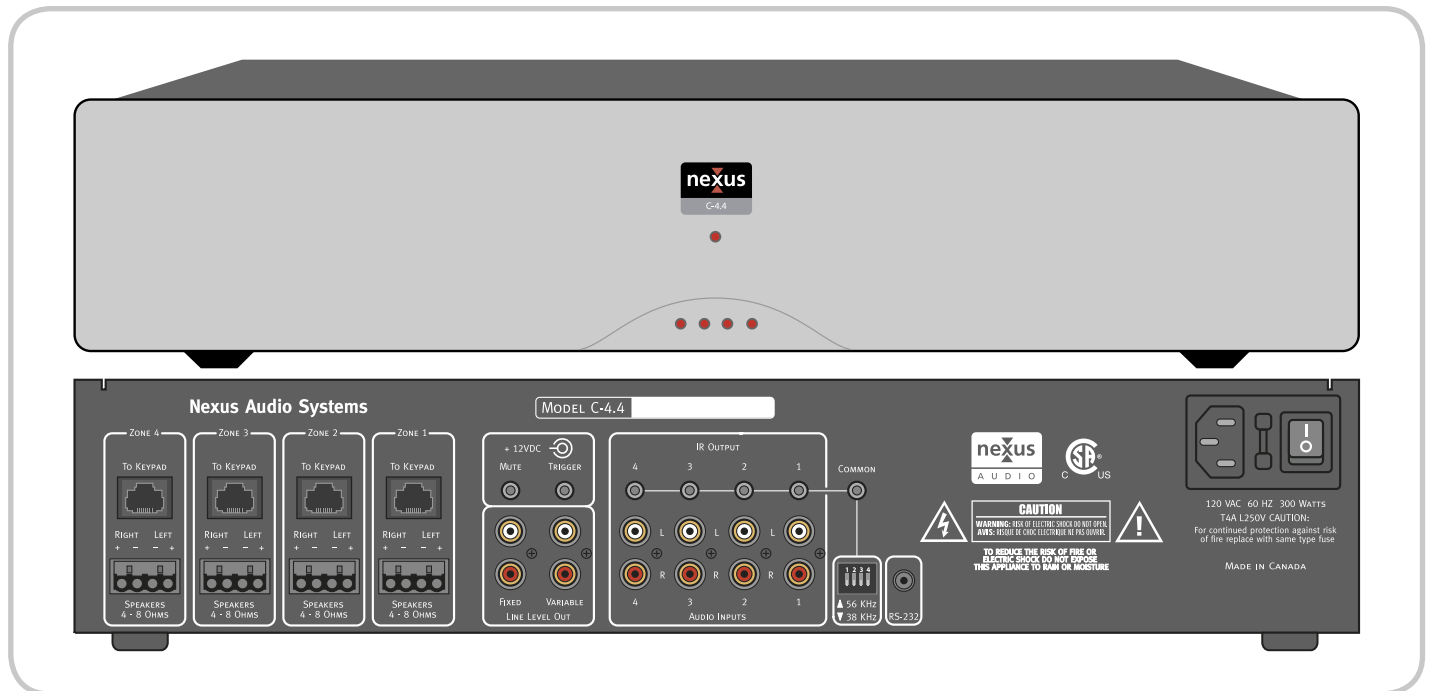 nexus
C-4.4
Nexus Audio Systems
MODEL C-4.4
ZONE 4
TO KEYPAD
RIGHT LEFT
+ – – +
SPEAKERS
4 - 8 OHMS
ZONE 3
TO KEYPAD
RIGHT LEFT
+ – – +
SPEAKERS
4 - 8 OHMS
ZONE 2
TO KEYPAD
RIGHT LEFT
+ – – +
SPEAKERS
4 - 8 OHMS
ZONE 1
TO KEYPAD
RIGHT LEFT
+ – – +
SPEAKERS
4 - 8 OHMS
+ 12VDC
MUTE TRIGGER
FIXED VARIABLE
LINE LEVEL OUT
IR OUTPUT
4 3 2 1
L L L
R R R
4 3 2 1
AUDIO INPUTS
COMMON
1 2 3 4
▲ 56 KHZ
▼ 38 KHZ
RS-232
nexus
AUDIO
C SA ® US
CAUTION
WARNING: RISK OF ELECTRIC SHOCK DO NOT OPEN.
AVIS: RISQUE DE CHOC ELECTRIQUE NE PAS OUVRIR.
!
TO REDUCE THE RISK OF FIRE OR
ELECTRIC SHOCK DO NOT EXPOSE
THIS APPLIANCE TO RAIN OR MOISTURE
I
O
120 VAC 60 HZ 300 WATTS
T4A L250V CAUTION:
For continued protection against risk
of fire replace with same type fuse
MADE IN CANADA